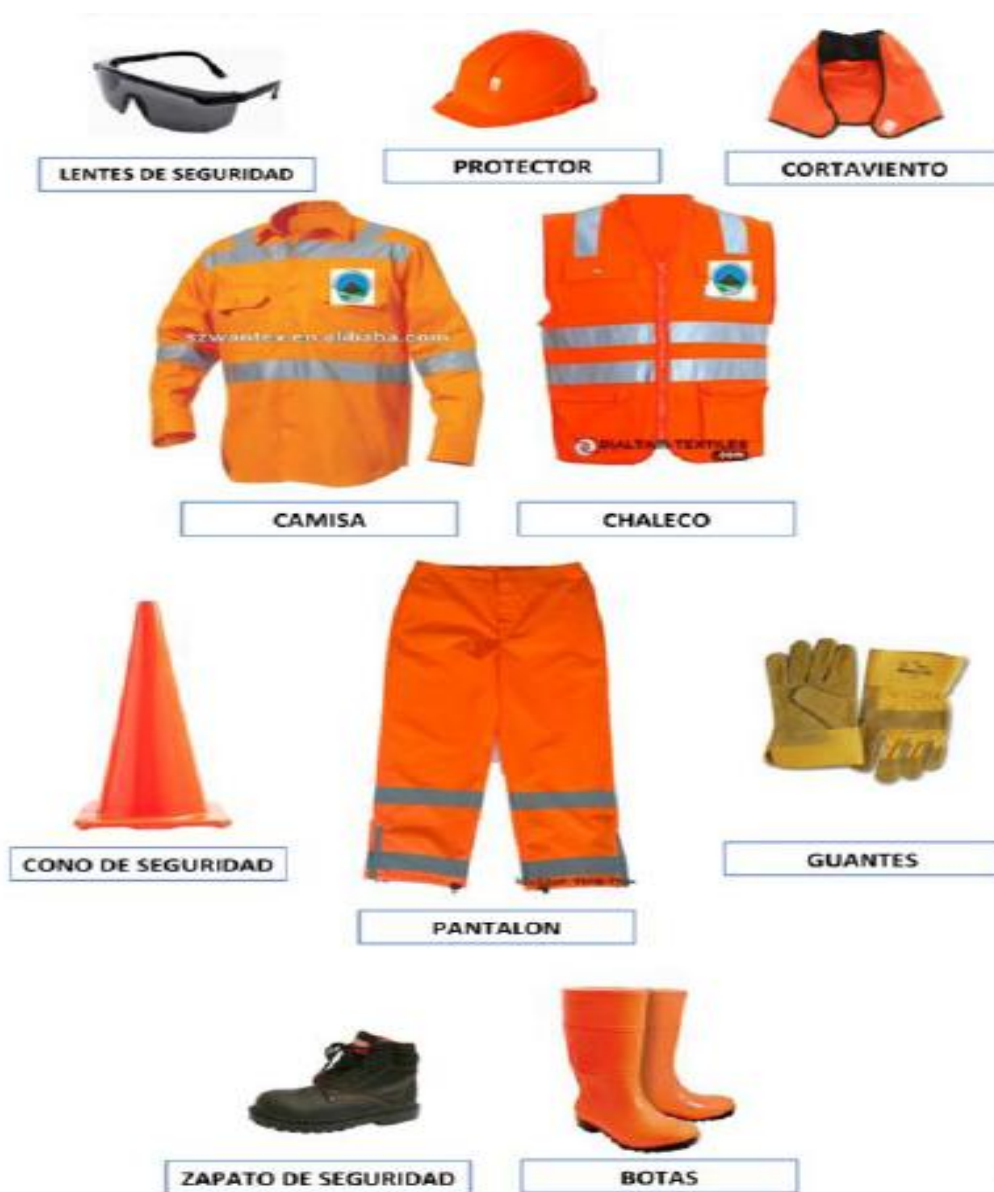 LENTES DE SEGURIDAD
PROTECTOR
CORTAVIENTO
szwantex.en.alibaba.com
CAMISA
CHALECO
CONO DE SEGURIDAD
GUANTES
PANTALON
ZAPATO DE SEGURIDAD
BOTAS